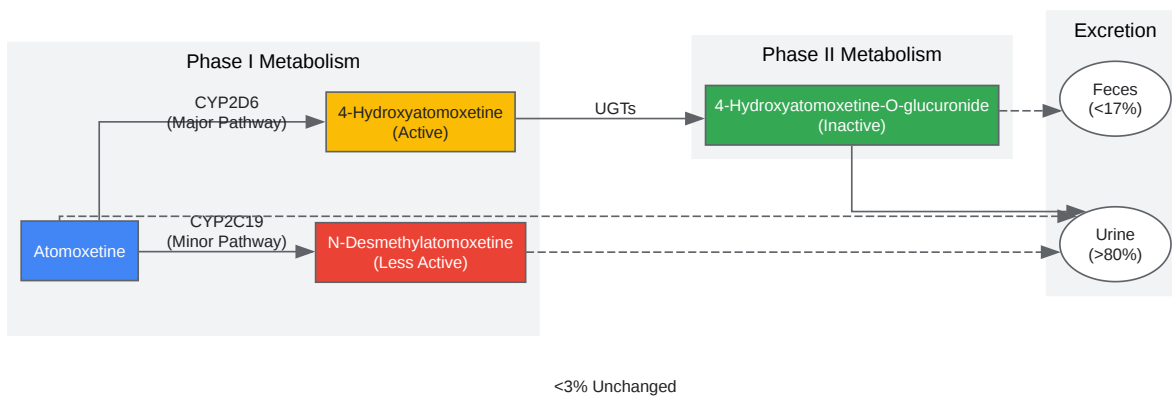 Excretion
Phase I Metabolism
Phase II Metabolism
CYP2D6
(Major Pathway)
4-Hydroxyatomoxetine
(Active)
UGTs
4-Hydroxyatomoxetine-O-glucuronide
(Inactive)
Feces
(<17%)
Atomoxetine
CYP2C19
(Minor Pathway)
N-Desmethylatomoxetine
(Less Active)
Urine
(>80%)
<3% Unchanged